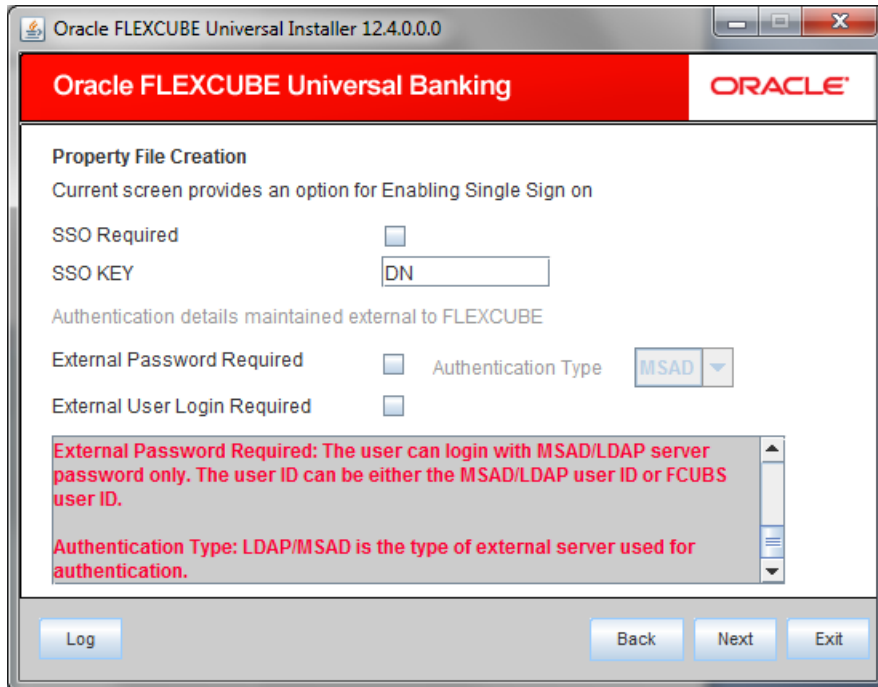 Oracle FLEXCUBE Universal Installer 12.4.0.0.0
Oracle FLEXCUBE Universal Banking
ORACLE
Property File Creation
Current screen provides an option for Enabling Single Sign on
SSO Required
SSO KEY DN
Authentication details maintained external to FLEXCUBE
External Password Required Authentication Type MSAD
External User Login Required
External Password Required: The user can login with MSAD/LDAP server
password only. The user ID can be either the MSAD/LDAP user ID or FCUBS
user ID.
Authentication Type: LDAP/MSAD is the type of external server used for
authentication.
Log Back Next Exit